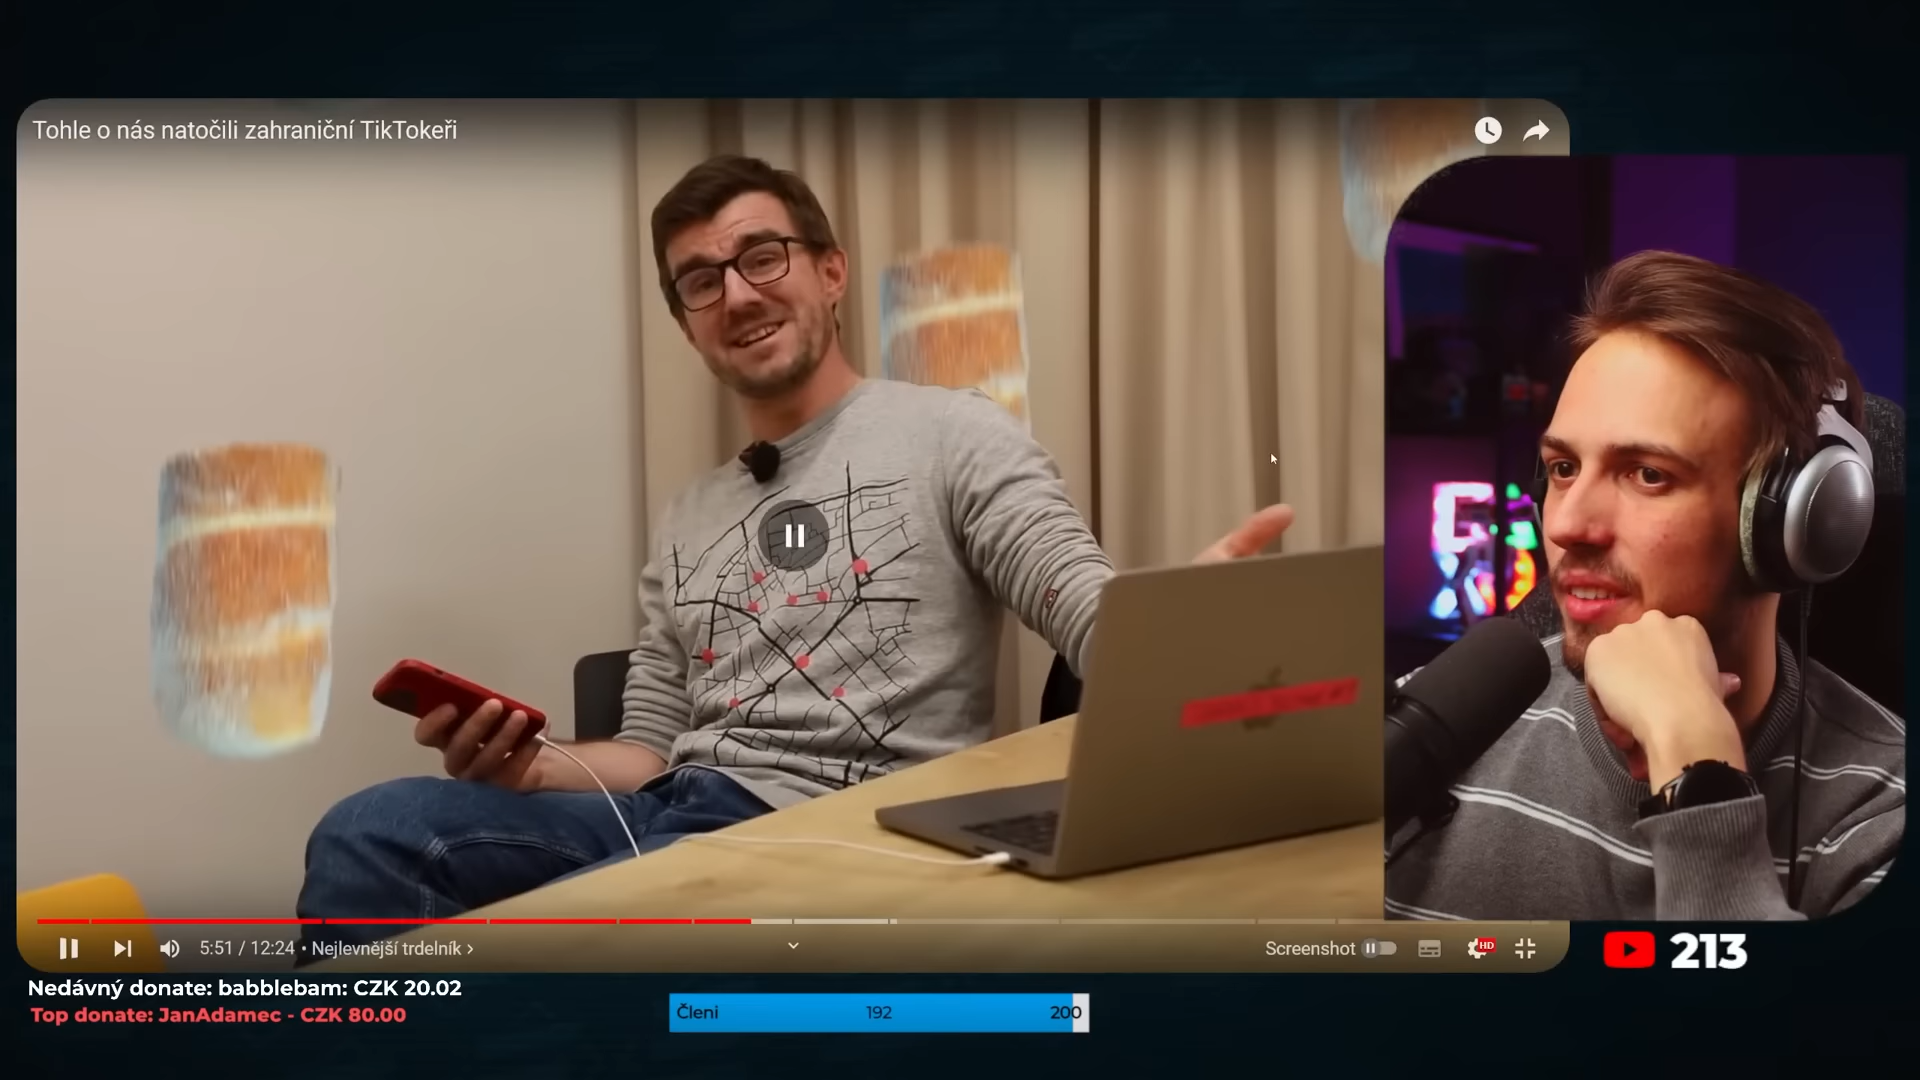 Tohle o nás natočili zahraniční TikTokeři
5:51 / 12:24 • Nejlevnější trdelník ›
Screenshot
HD
213
Nedávný donate: babblebam: CZK 20.02
Top donate: JanAdamec - CZK 80.00
Členi 192 200